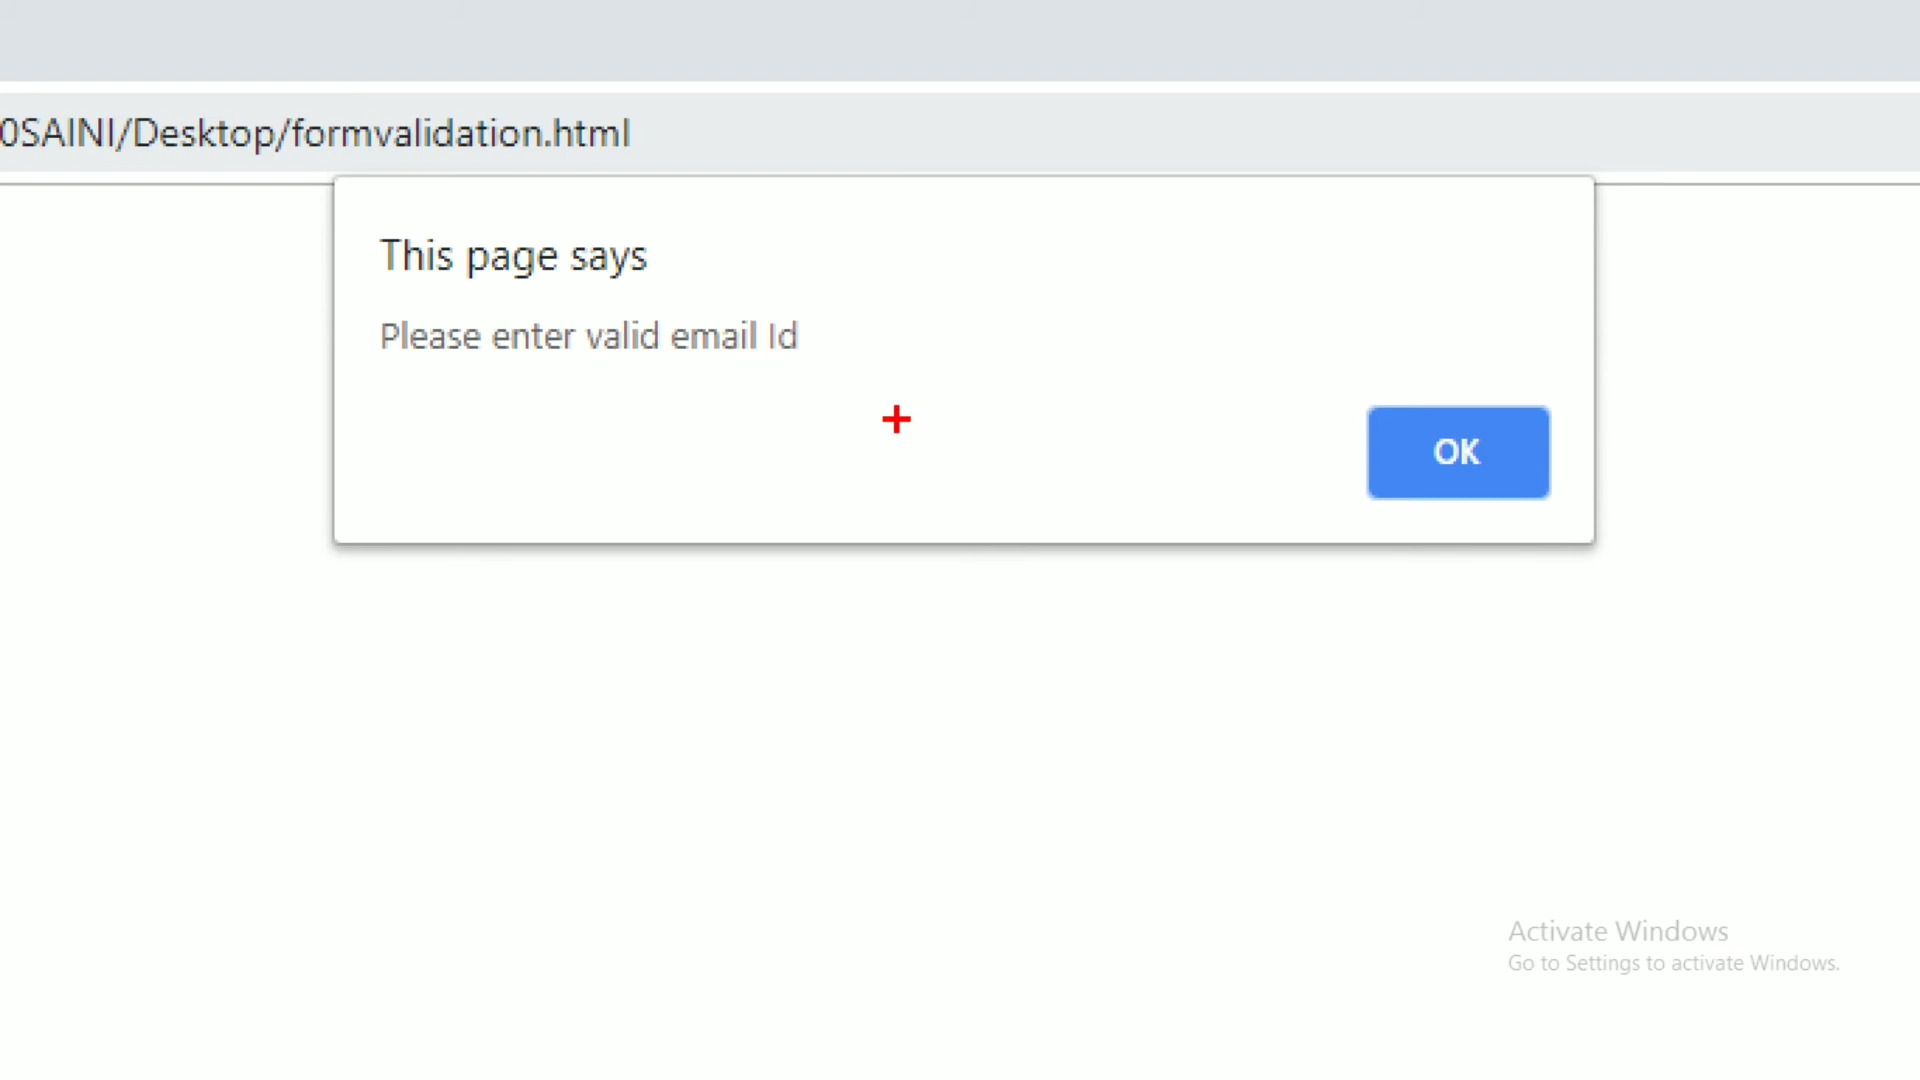 0SAINI/Desktop/formvalidation.html
This page says
Please enter valid email Id
OK
Activate Windows
Go to Settings to activate Windows.